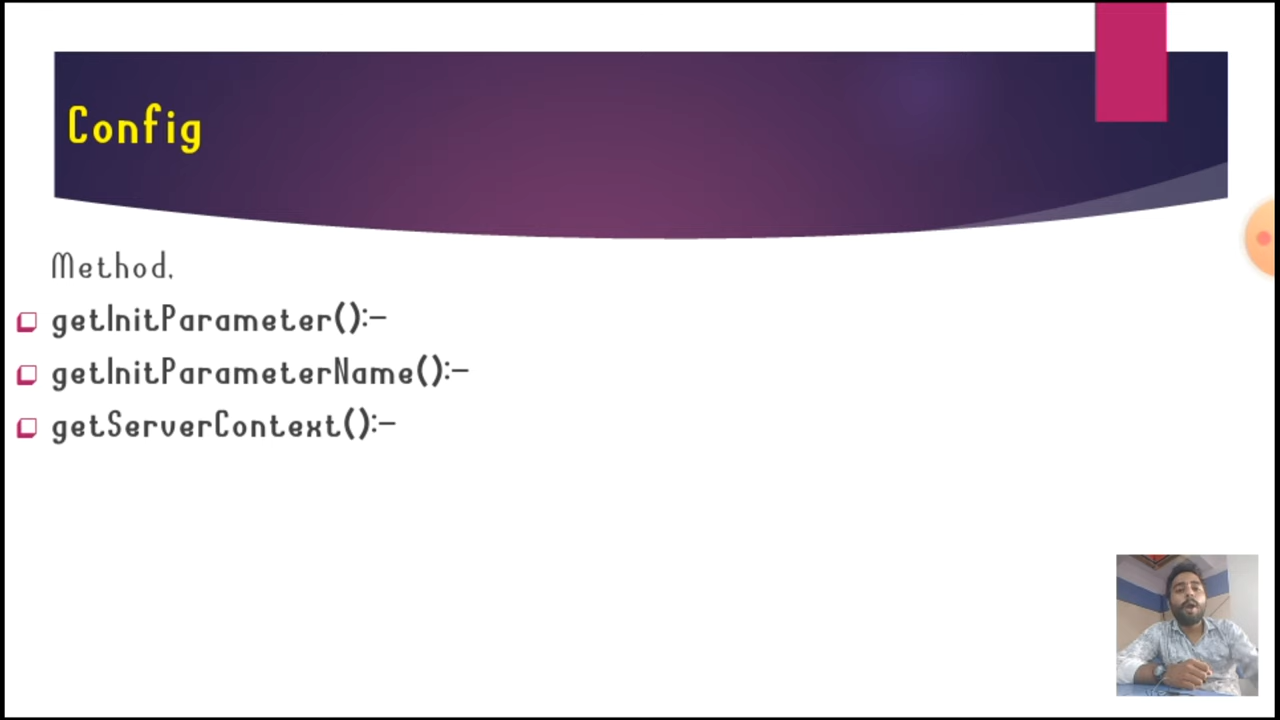 Config
Method.
getInitParameter():-
getInitParameterName():-
getServerContext():-